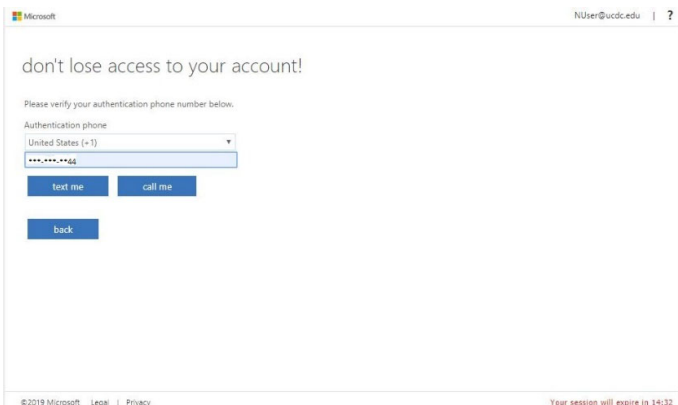 Microsoft
NUser@ucdc.edu | ?
don't lose access to your account!
Please verify your authentication phone number below.
Authentication phone
United States (+1)
•••-•••-••44
text me call me
back
©2019 Microsoft Legal | Privacy
Your session will expire in 14:32